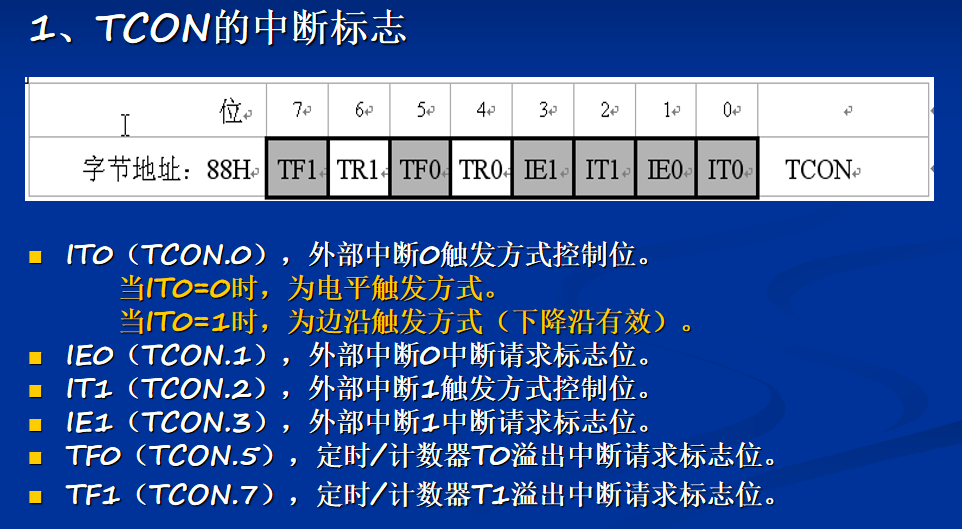 1、TCON的中断标志
位 7 6 5 4 3 2 1 0
字节地址：88H TF1 TR1 TF0 TR0 IE1 IT1 IE0 IT0 TCON
IT0（TCON.0），外部中断0触发方式控制位。
当IT0=0时，为电平触发方式。
当IT0=1时，为边沿触发方式（下降沿有效）。
IE0（TCON.1），外部中断0中断请求标志位。
IT1（TCON.2），外部中断1触发方式控制位。
IE1（TCON.3），外部中断1中断请求标志位。
TF0（TCON.5），定时/计数器T0溢出中断请求标志位。
TF1（TCON.7），定时/计数器T1溢出中断请求标志位。